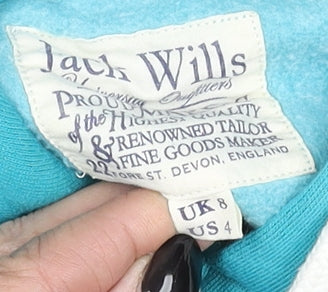 Jack Wills
University Outfitters
PROUD
of the HIGHEST QUALITY
& RENOWNED TAILOR
FINE GOODS MAKER
22 FORE ST. DEVON, ENGLAND
UK 8
US 4